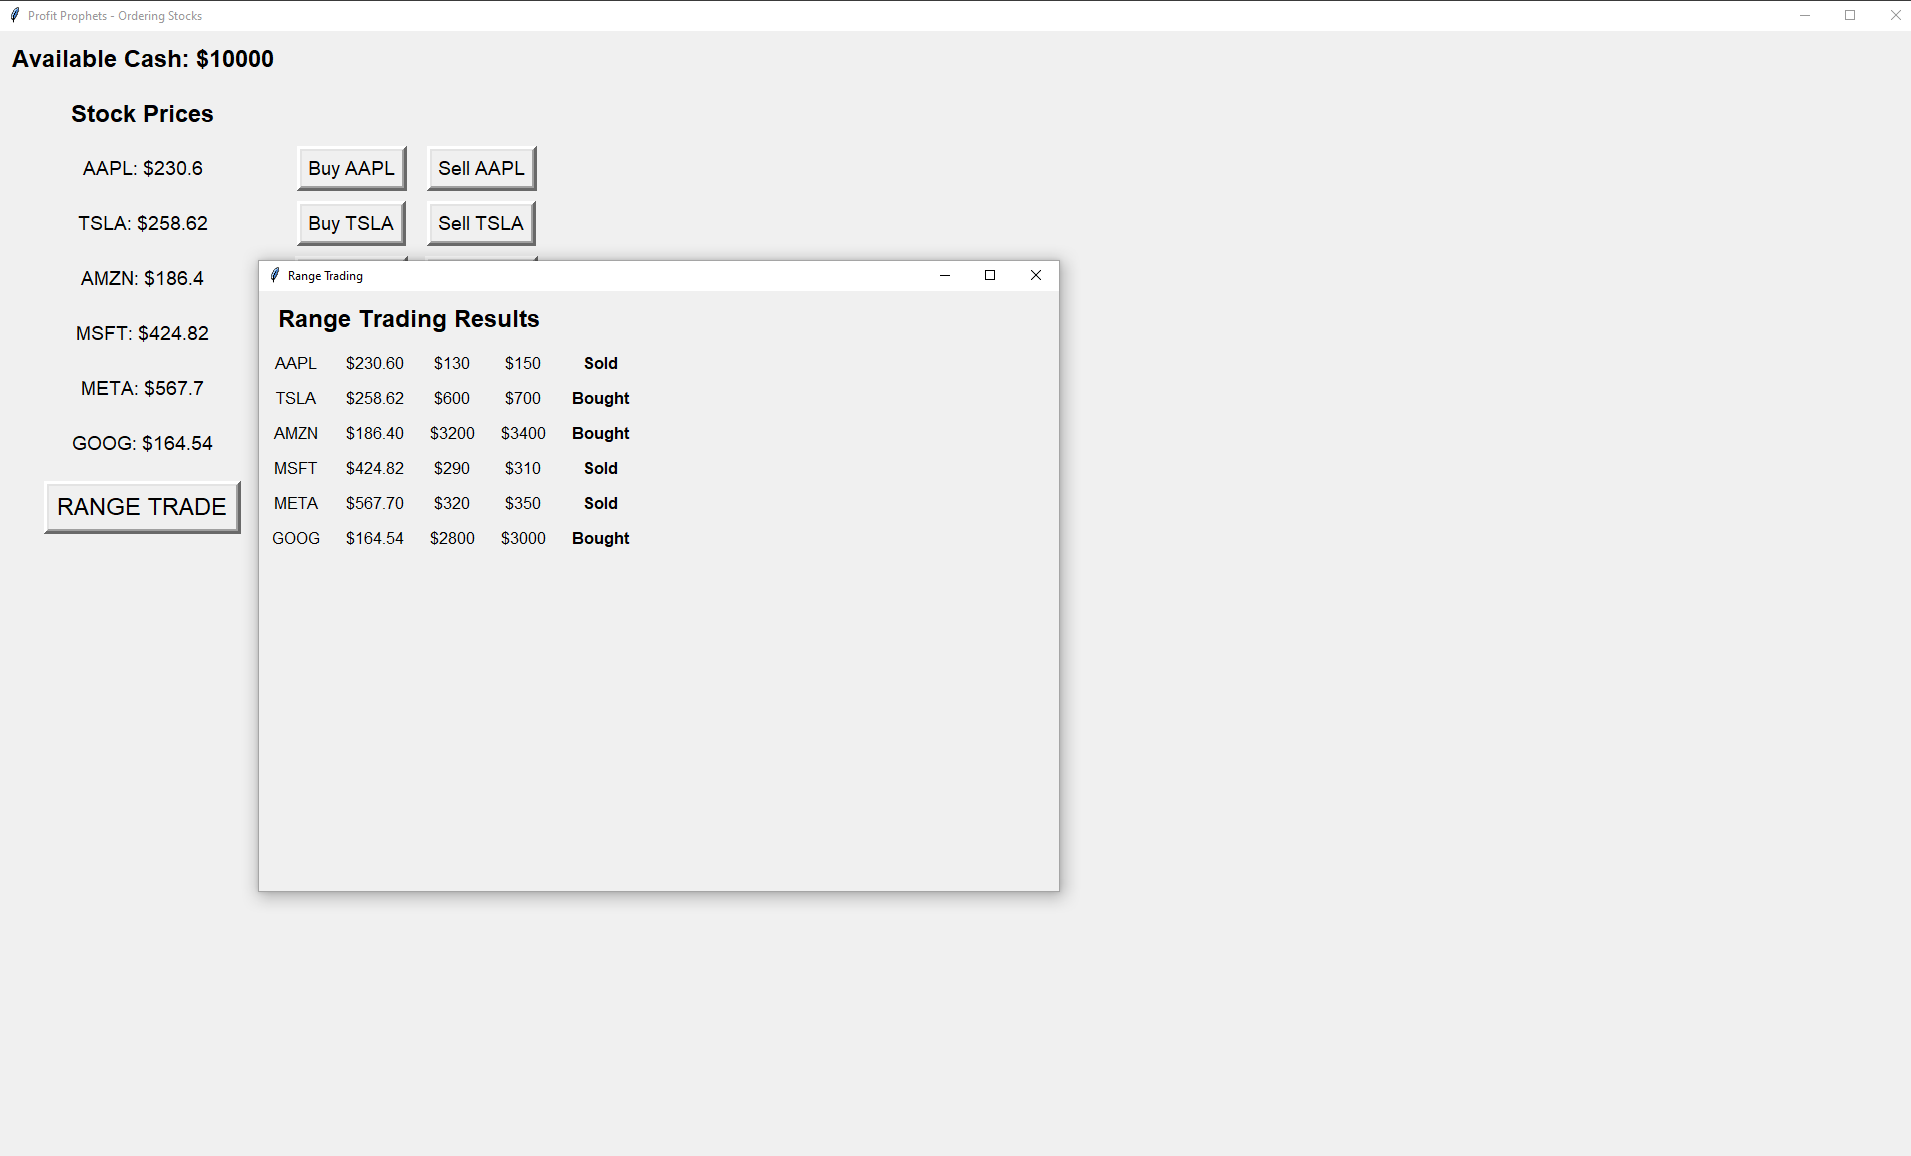 Profit Prophets - Ordering Stocks
Available Cash: $10000
Stock Prices
AAPL: $230.6 Buy AAPL Sell AAPL
TSLA: $258.62 Buy TSLA Sell TSLA
AMZN: $186.4
MSFT: $424.82
META: $567.7
GOOG: $164.54
RANGE TRADE
Range Trading
Range Trading Results
AAPL $230.60 $130 $150 Sold
TSLA $258.62 $600 $700 Bought
AMZN $186.40 $3200 $3400 Bought
MSFT $424.82 $290 $310 Sold
META $567.70 $320 $350 Sold
GOOG $164.54 $2800 $3000 Bought